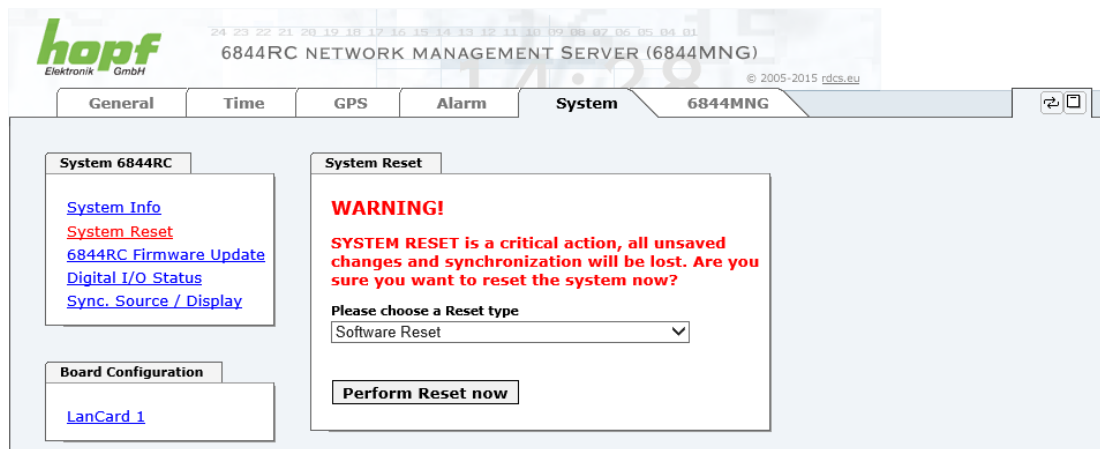 hopf
Elektronik GmbH
24 23 22 21 20 19 18 17 16 15 14 13 12 11 10 09 08 07 06 05 04 01
6844RC NETWORK MANAGEMENT SERVER (6844MNG)
14:28
© 2005-2015 rdcs.eu
General Time GPS Alarm System 6844MNG
System 6844RC
System Info
System Reset
6844RC Firmware Update
Digital I/O Status
Sync. Source / Display
Board Configuration
LanCard 1
System Reset
WARNING!
SYSTEM RESET is a critical action, all unsaved
changes and synchronization will be lost. Are you
sure you want to reset the system now?
Please choose a Reset type
Software Reset
Perform Reset now